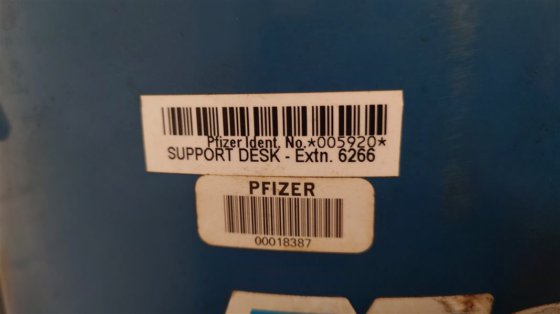 Pfizer Ident. No.*005920*
SUPPORT DESK - Extn. 6266
PFIZER
00018387